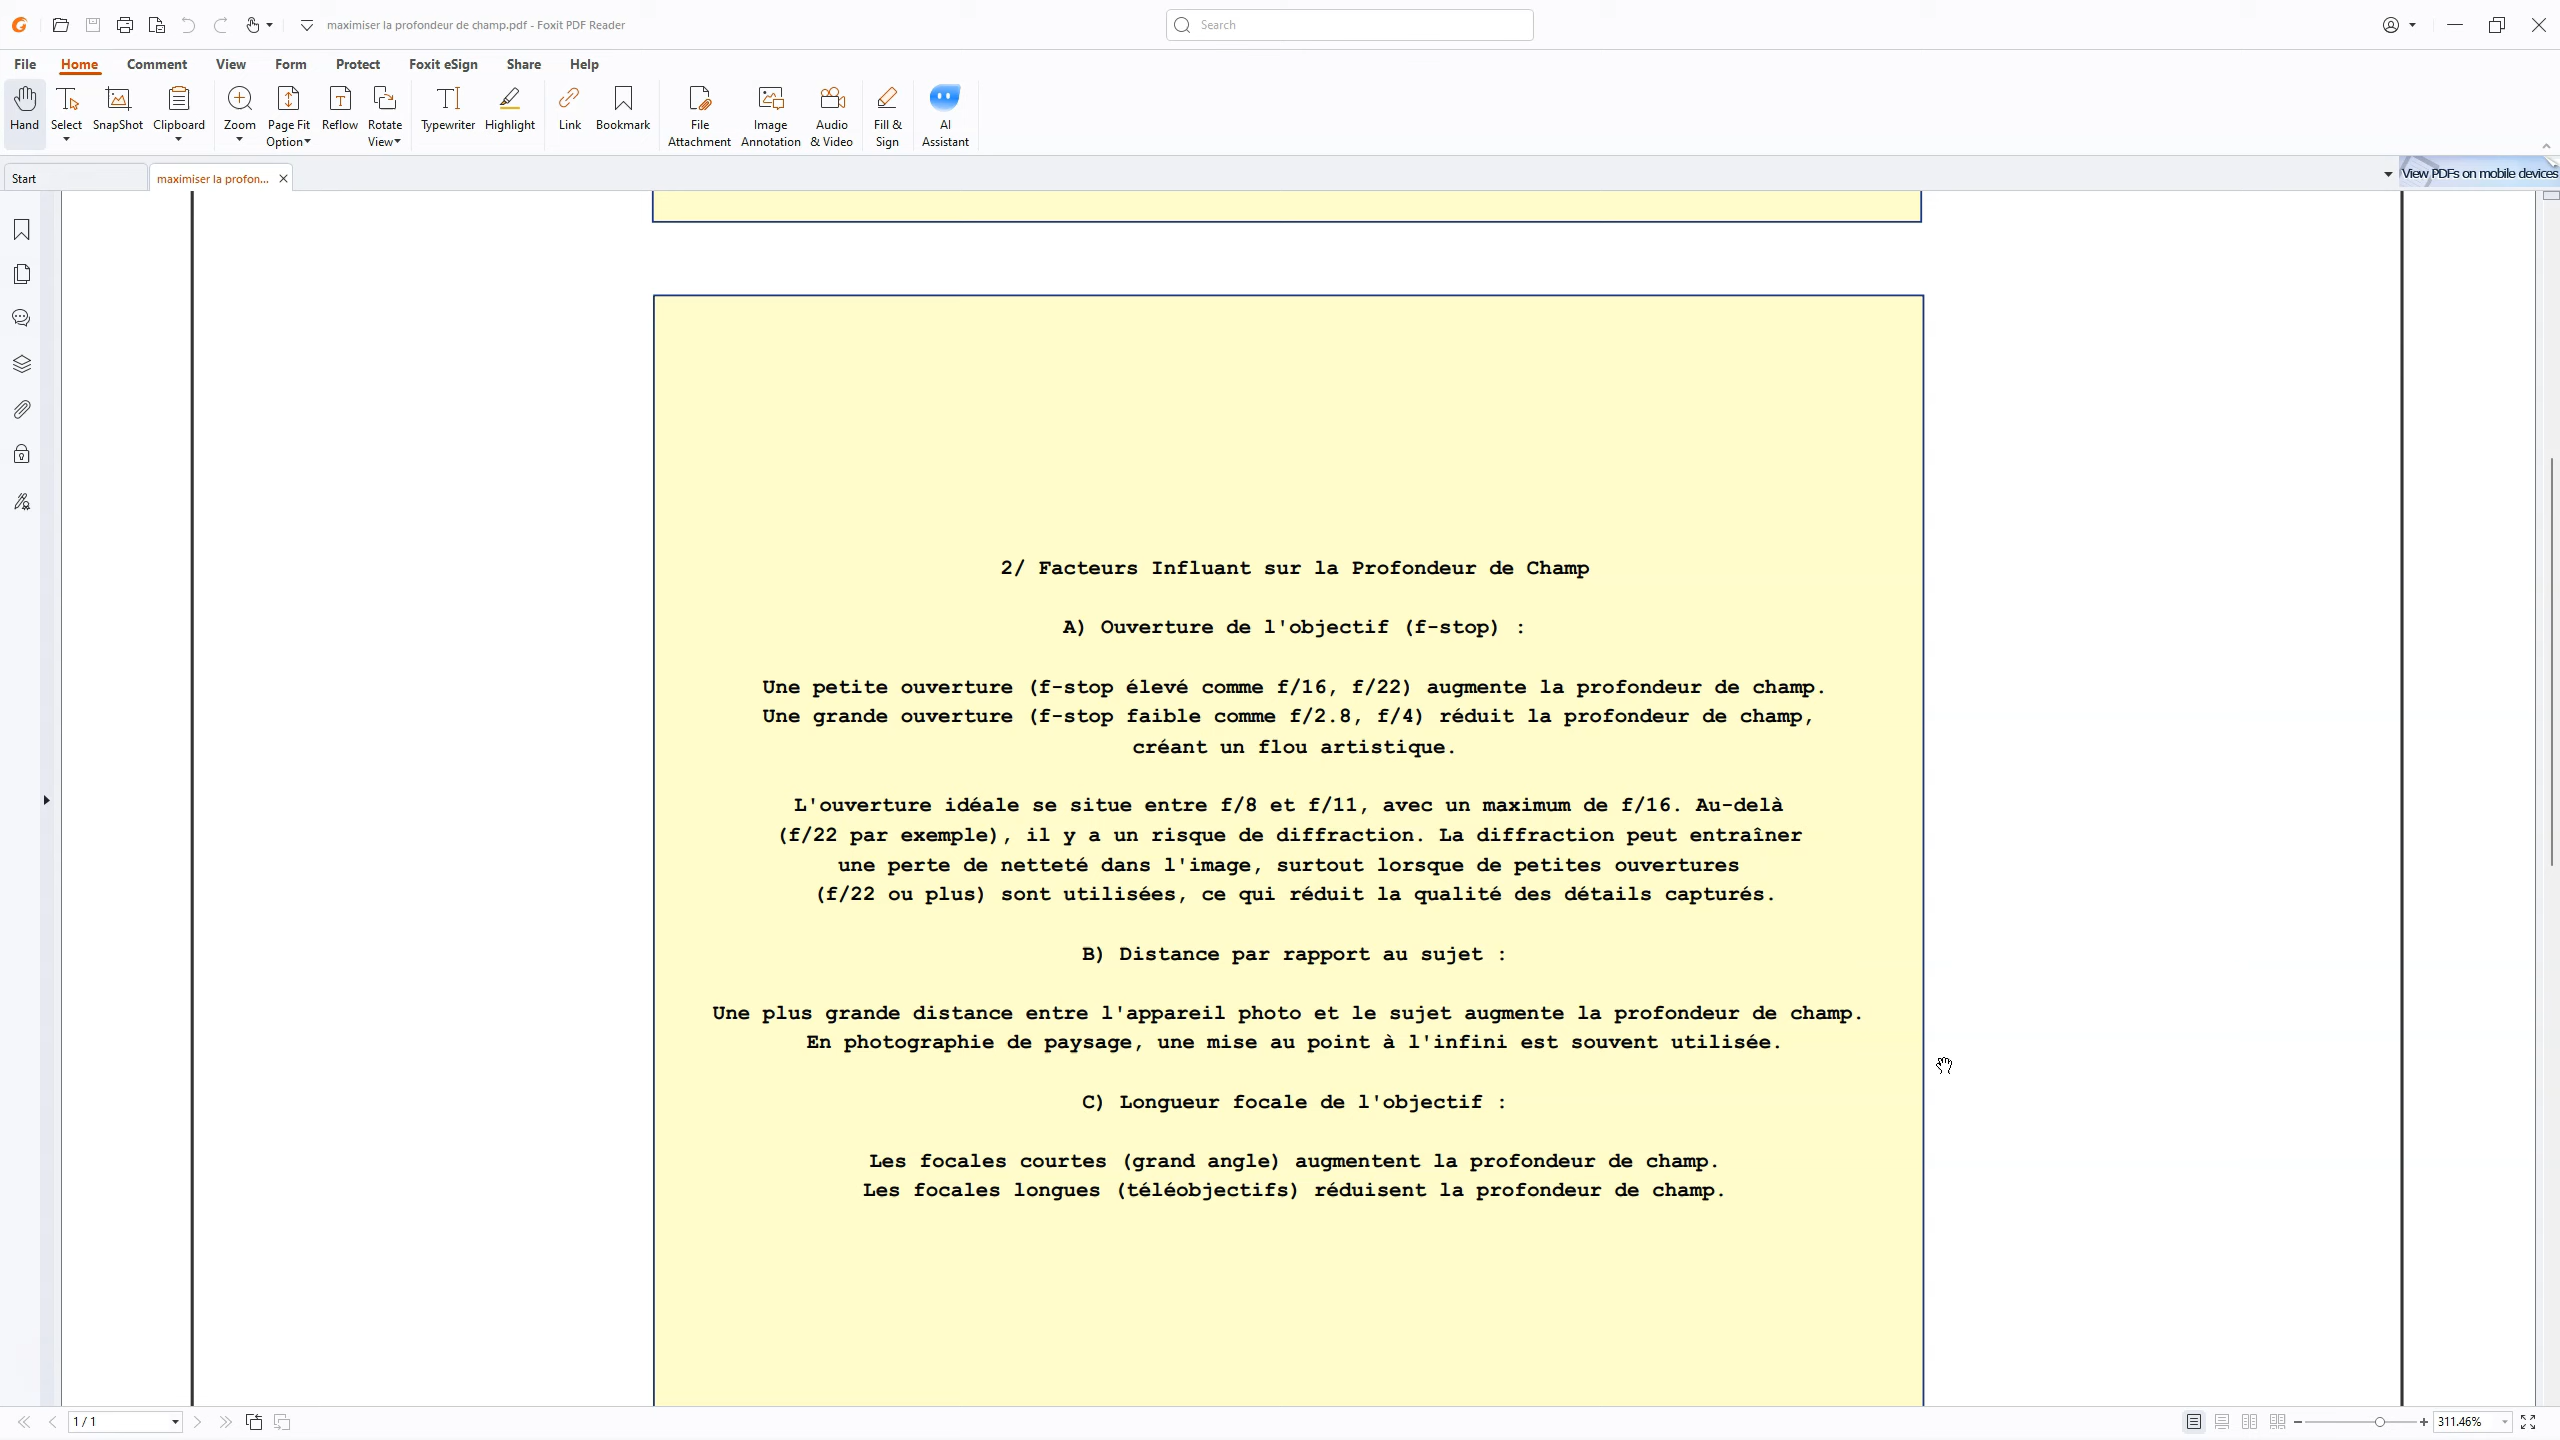 maximiser la profondeur de champ.pdf - Foxit PDF Reader
Search
File Home Comment View Form Protect Foxit eSign Share Help
Hand Select SnapShot Clipboard Zoom Page Fit Option Reflow Rotate View Typewriter Highlight Link Bookmark File Attachment Image Annotation Audio & Video Fill & Sign AI Assistant
Start
maximiser la profon...
View PDFs on mobile devices
2/ Facteurs Influant sur la Profondeur de Champ
A) Ouverture de l'objectif (f-stop) :
Une petite ouverture (f-stop élevé comme f/16, f/22) augmente la profondeur de champ.
Une grande ouverture (f-stop faible comme f/2.8, f/4) réduit la profondeur de champ,
créant un flou artistique.
L'ouverture idéale se situe entre f/8 et f/11, avec un maximum de f/16. Au-delà
(f/22 par exemple), il y a un risque de diffraction. La diffraction peut entraîner
une perte de netteté dans l'image, surtout lorsque de petites ouvertures
(f/22 ou plus) sont utilisées, ce qui réduit la qualité des détails capturés.
B) Distance par rapport au sujet :
Une plus grande distance entre l'appareil photo et le sujet augmente la profondeur de champ.
En photographie de paysage, une mise au point à l'infini est souvent utilisée.
C) Longueur focale de l'objectif :
Les focales courtes (grand angle) augmentent la profondeur de champ.
Les focales longues (téléobjectifs) réduisent la profondeur de champ.
1 / 1
311.46%